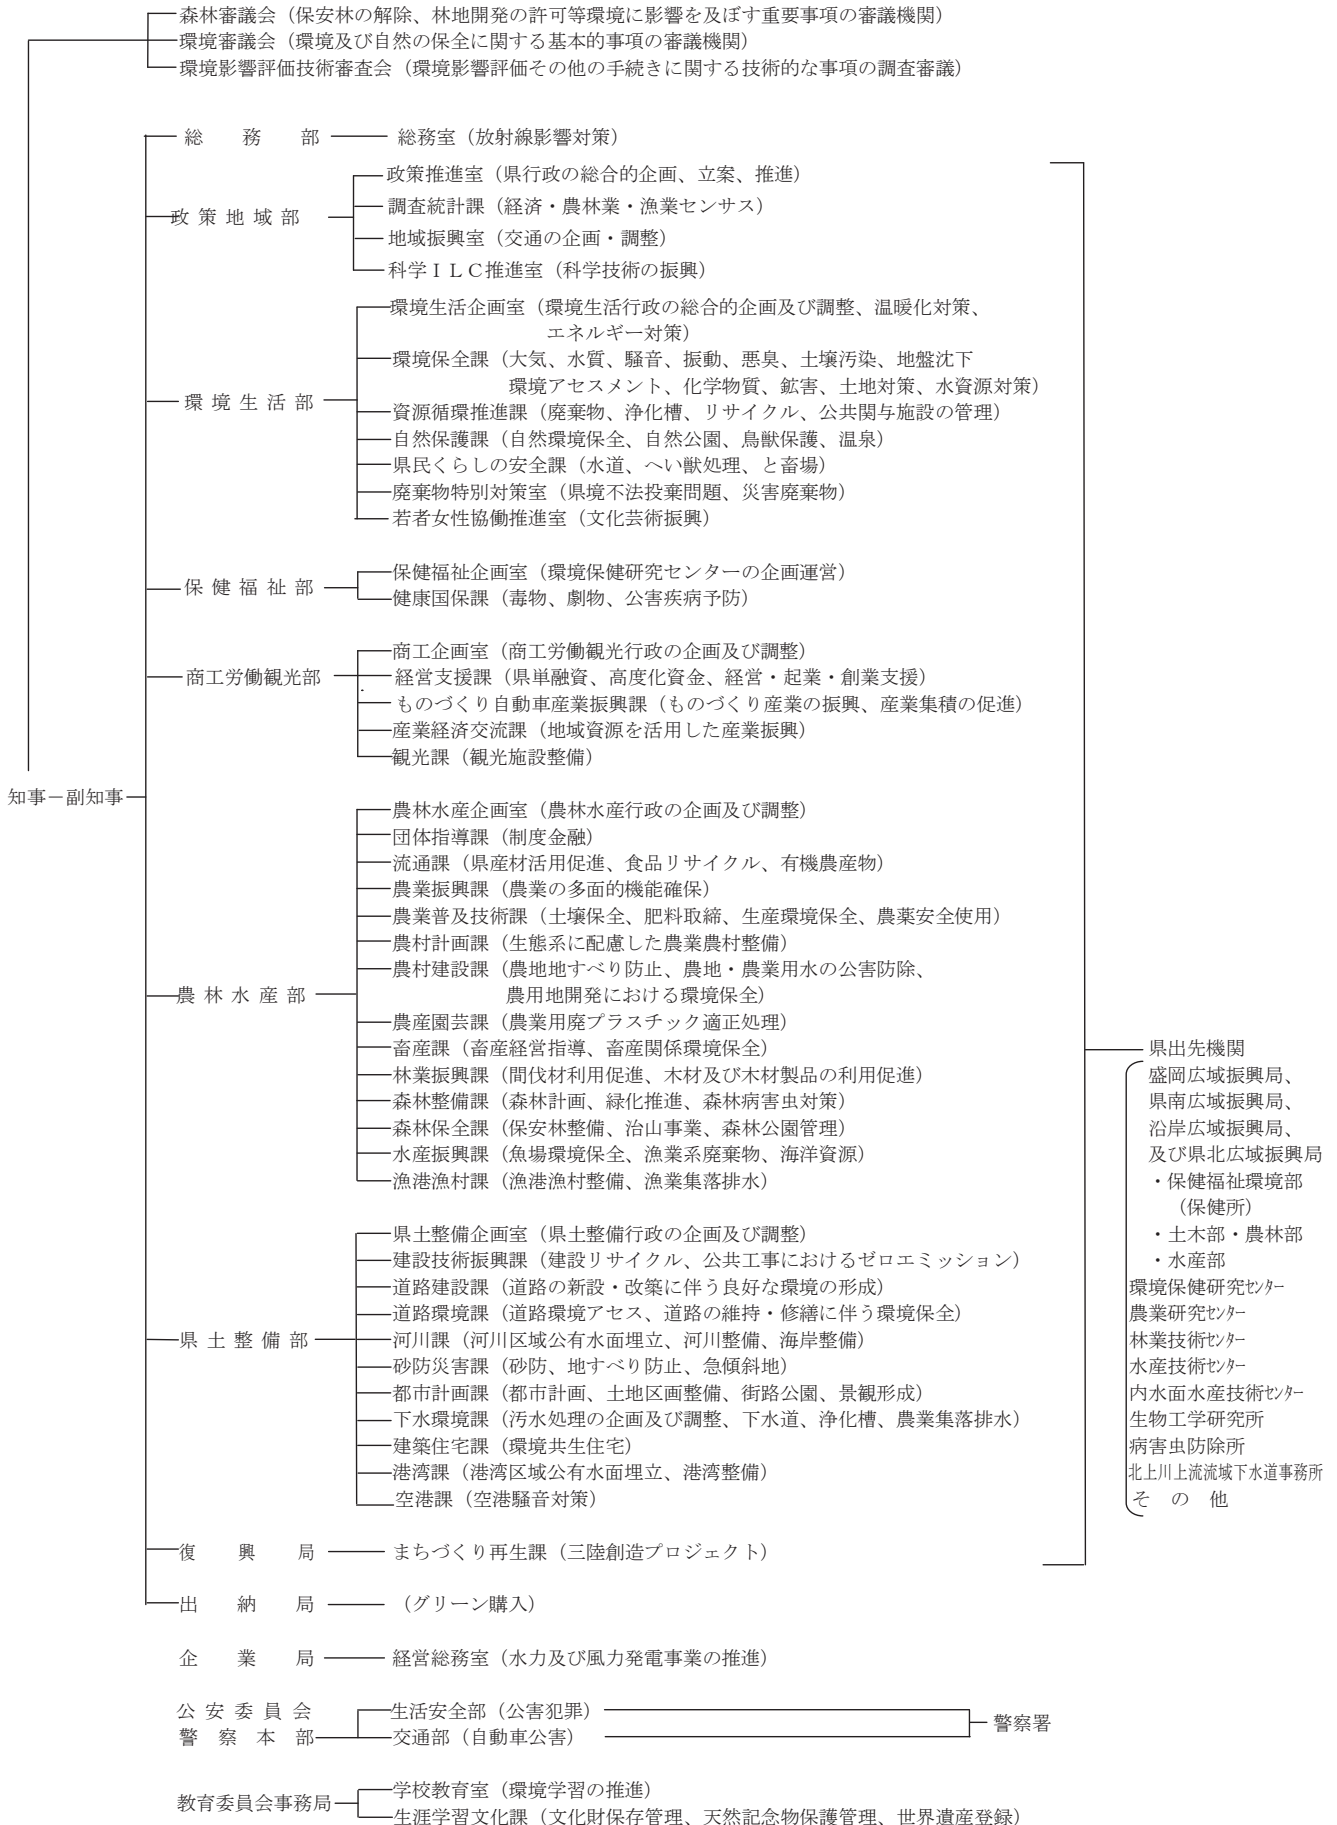 森林審議会（保安林の解除、林地開発の許可等環境に影響を及ぼす重要事項の審議機関）
環境審議会（環境及び自然の保全に関する基本的事項の審議機関）
環境影響評価技術審査会（環境影響評価その他の手続きに関する技術的な事項の調査審議）
総務部
総務室（放射線影響対策）
政策地域部
政策推進室（県行政の総合的企画、立案、推進）
調査統計課（経済・農林業・漁業センサス）
地域振興室（交通の企画・調整）
科学ＩＬＣ推進室（科学技術の振興）
環境生活部
環境生活企画室（環境生活行政の総合的企画及び調整、温暖化対策、
エネルギー対策）
環境保全課（大気、水質、騒音、振動、悪臭、土壌汚染、地盤沈下
環境アセスメント、化学物質、鉱害、土地対策、水資源対策）
資源循環推進課（廃棄物、浄化槽、リサイクル、公共関与施設の管理）
自然保護課（自然環境保全、自然公園、鳥獣保護、温泉）
県民くらしの安全課（水道、へい獣処理、と畜場）
廃棄物特別対策室（県境不法投棄問題、災害廃棄物）
若者女性協働推進室（文化芸術振興）
保健福祉部
保健福祉企画室（環境保健研究センターの企画運営）
健康国保課（毒物、劇物、公害疾病予防）
商工労働観光部
商工企画室（商工労働観光行政の企画及び調整）
経営支援課（県単融資、高度化資金、経営・起業・創業支援）
ものづくり自動車産業振興課（ものづくり産業の振興、産業集積の促進）
産業経済交流課（地域資源を活用した産業振興）
観光課（観光施設整備）
知事－副知事
農林水産部
農林水産企画室（農林水産行政の企画及び調整）
団体指導課（制度金融）
流通課（県産材活用促進、食品リサイクル、有機農産物）
農業振興課（農業の多面的機能確保）
農業普及技術課（土壌保全、肥料取締、生産環境保全、農薬安全使用）
農村計画課（生態系に配慮した農業農村整備）
農村建設課（農地地すべり防止、農地・農業用水の公害防除、
農用地開発における環境保全）
農産園芸課（農業用廃プラスチック適正処理）
畜産課（畜産経営指導、畜産関係環境保全）
林業振興課（間伐材利用促進、木材及び木材製品の利用促進）
森林整備課（森林計画、緑化推進、森林病害虫対策）
森林保全課（保安林整備、治山事業、森林公園管理）
水産振興課（魚場環境保全、漁業系廃棄物、海洋資源）
漁港漁村課（漁港漁村整備、漁業集落排水）
県土整備部
県土整備企画室（県土整備行政の企画及び調整）
建設技術振興課（建設リサイクル、公共工事におけるゼロエミッション）
道路建設課（道路の新設・改築に伴う良好な環境の形成）
道路環境課（道路環境アセス、道路の維持・修繕に伴う環境保全）
河川課（河川区域公有水面埋立、河川整備、海岸整備）
砂防災害課（砂防、地すべり防止、急傾斜地）
都市計画課（都市計画、土地区画整備、街路公園、景観形成）
下水環境課（汚水処理の企画及び調整、下水道、浄化槽、農業集落排水）
建築住宅課（環境共生住宅）
港湾課（港湾区域公有水面埋立、港湾整備）
空港課（空港騒音対策）
復興局
まちづくり再生課（三陸創造プロジェクト）
出納局
（グリーン購入）
県出先機関
盛岡広域振興局、
県南広域振興局、
沿岸広域振興局、
及び県北広域振興局
・保健福祉環境部
（保健所）
・土木部・農林部
・水産部
環境保健研究ｾﾝﾀｰ
農業研究ｾﾝﾀｰ
林業技術ｾﾝﾀｰ
水産技術ｾﾝﾀｰ
内水面水産技術ｾﾝﾀｰ
生物工学研究所
病害虫防除所
北上川上流流域下水道事務所
その他
企業局
経営総務室（水力及び風力発電事業の推進）
公安委員会
警察本部
生活安全部（公害犯罪）
交通部（自動車公害）
警察署
教育委員会事務局
学校教育室（環境学習の推進）
生涯学習文化課（文化財保存管理、天然記念物保護管理、世界遺産登録）